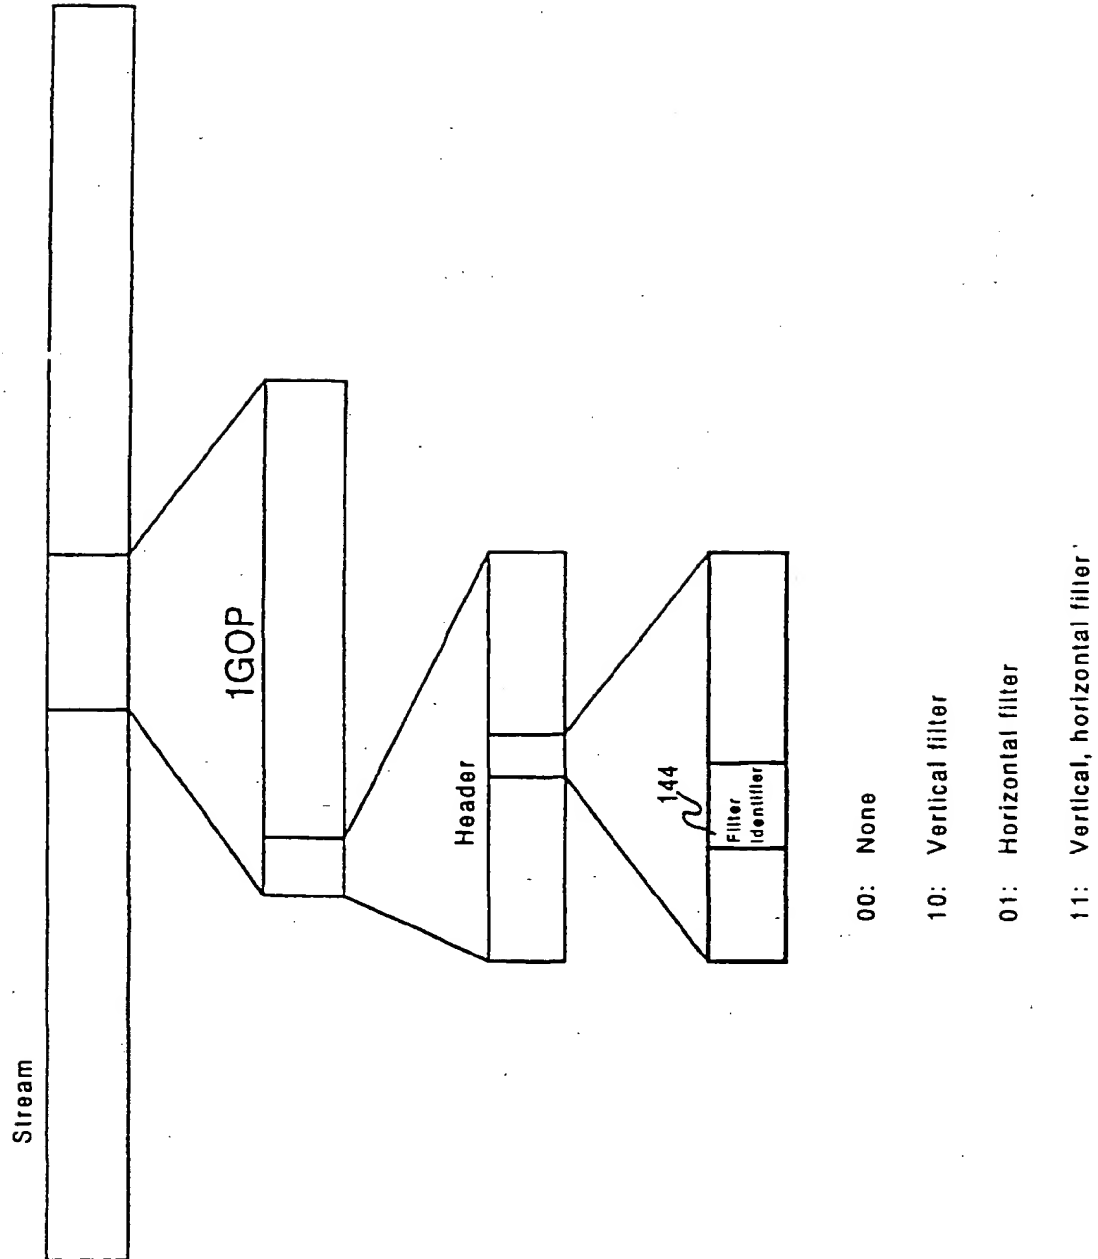 Stream
1GOP
Header
144
Filter
Identifier
00: None
10: Vertical filter
01: Horizontal filter
11: Vertical, horizontal filter